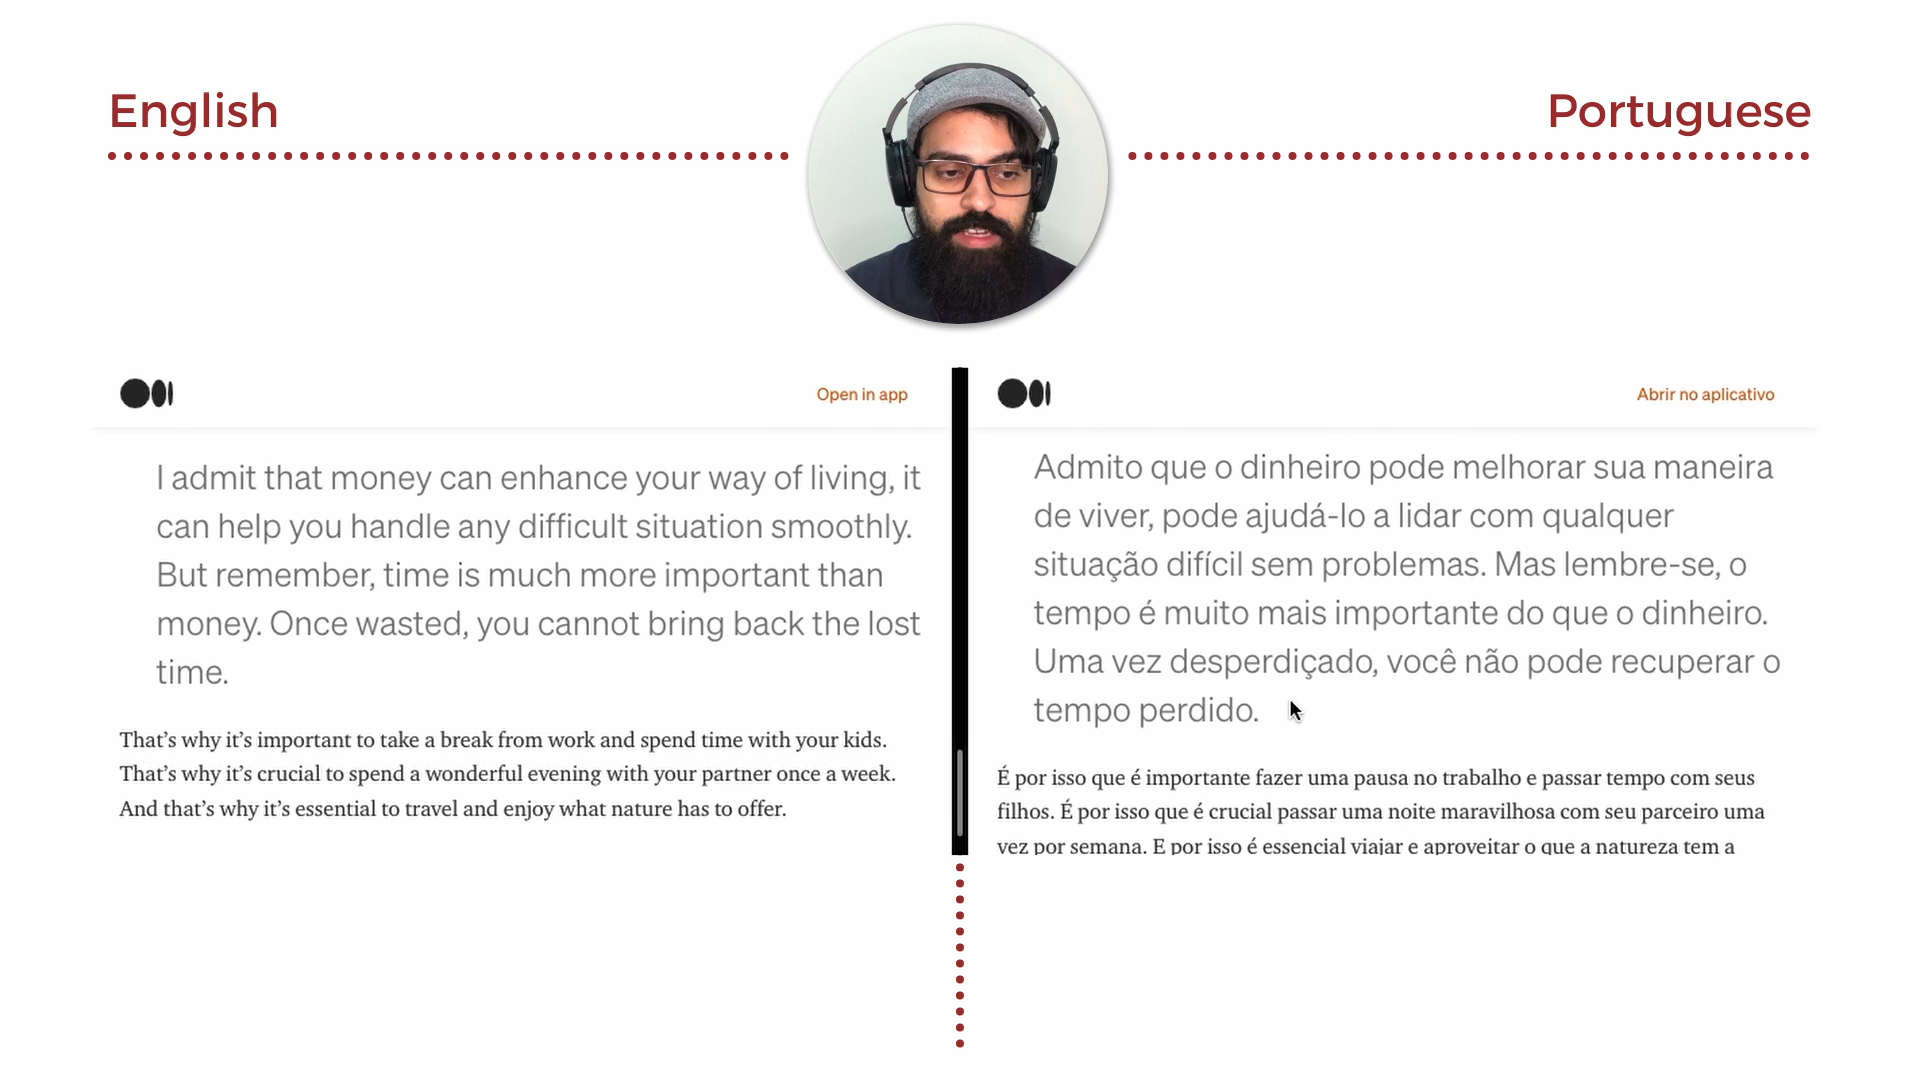 English
Portuguese
Open in app
I admit that money can enhance your way of living, it
can help you handle any difficult situation smoothly.
But remember, time is much more important than
money. Once wasted, you cannot bring back the lost
time.
That’s why it’s important to take a break from work and spend time with your kids.
That’s why it’s crucial to spend a wonderful evening with your partner once a week.
And that’s why it’s essential to travel and enjoy what nature has to offer.
Abrir no aplicativo
Admito que o dinheiro pode melhorar sua maneira
de viver, pode ajudá-lo a lidar com qualquer
situação difícil sem problemas. Mas lembre-se, o
tempo é muito mais importante do que o dinheiro.
Uma vez desperdiçado, você não pode recuperar o
tempo perdido.
É por isso que é importante fazer uma pausa no trabalho e passar tempo com seus
filhos. É por isso que é crucial passar uma noite maravilhosa com seu parceiro uma
vez por semana. E por isso é essencial viajar e aproveitar o que a natureza tem a